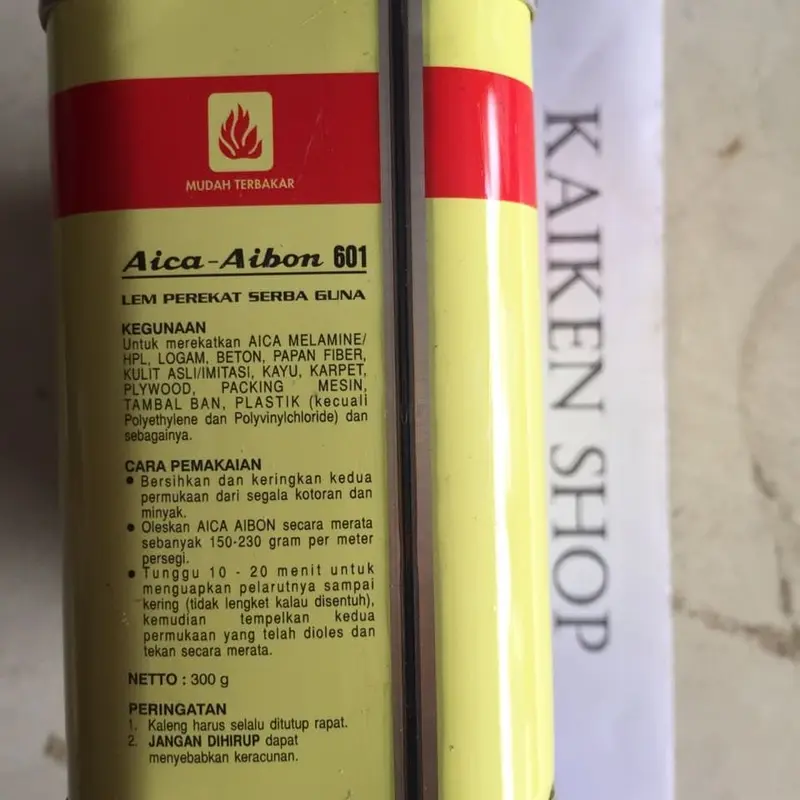 MUDAH TERBAKAR
Aica-Aibon 601
LEM PEREKAT SERBA GUNA
KEGUNAAN
Untuk merekatkan AICA MELAMINE/
HPL, LOGAM, BETON, PAPAN FIBER,
KULIT ASLI/IMITASI, KAYU, KARPET,
PLYWOOD, PACKING MESIN,
TAMBAL BAN, PLASTIK (kecuali
Polyethylene dan Polyvinylchloride) dan
sebagainya.
CARA PEMAKAIAN
• Bersihkan dan keringkan kedua
permukaan dari segala kotoran dan
minyak.
• Oleskan AICA AIBON secara merata
sebanyak 150-230 gram per meter
persegi.
• Tunggu 10 - 20 menit untuk
menguapkan pelarutnya sampai
kering (tidak lengket kalau disentuh),
kemudian tempelkan kedua
permukaan yang telah dioles dan
tekan secara merata.
NETTO : 300 g
PERINGATAN
1. Kaleng harus selalu ditutup rapat.
2. JANGAN DIHIRUP dapat
menyebabkan keracunan.
KAIKEN SHOP